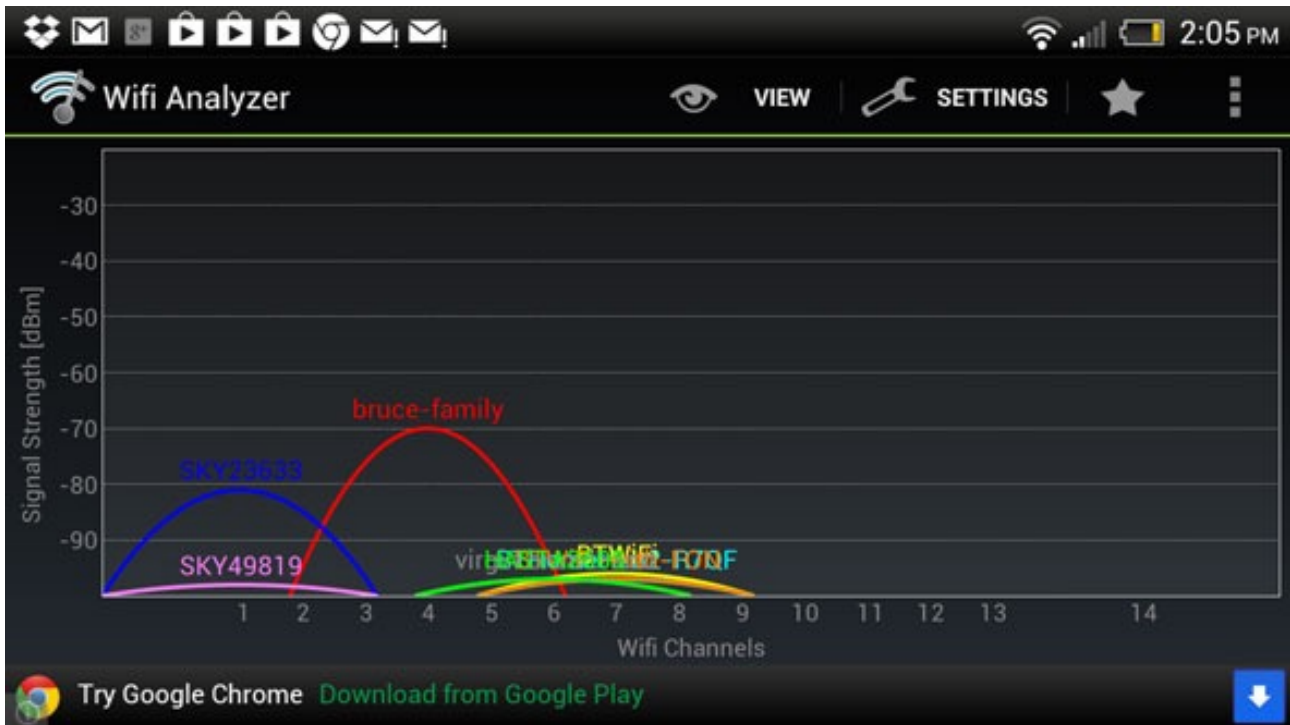 2:05 PM
Wifi Analyzer
VIEW
SETTINGS
Signal Strength [dBm]
-30
-40
-50
-60
-70
-80
-90
bruce-family
SKY23633
SKY49819
BTWiFi
1 2 3 4 5 6 7 8 9 10 11 12 13 14
Wifi Channels
Try Google Chrome Download from Google Play